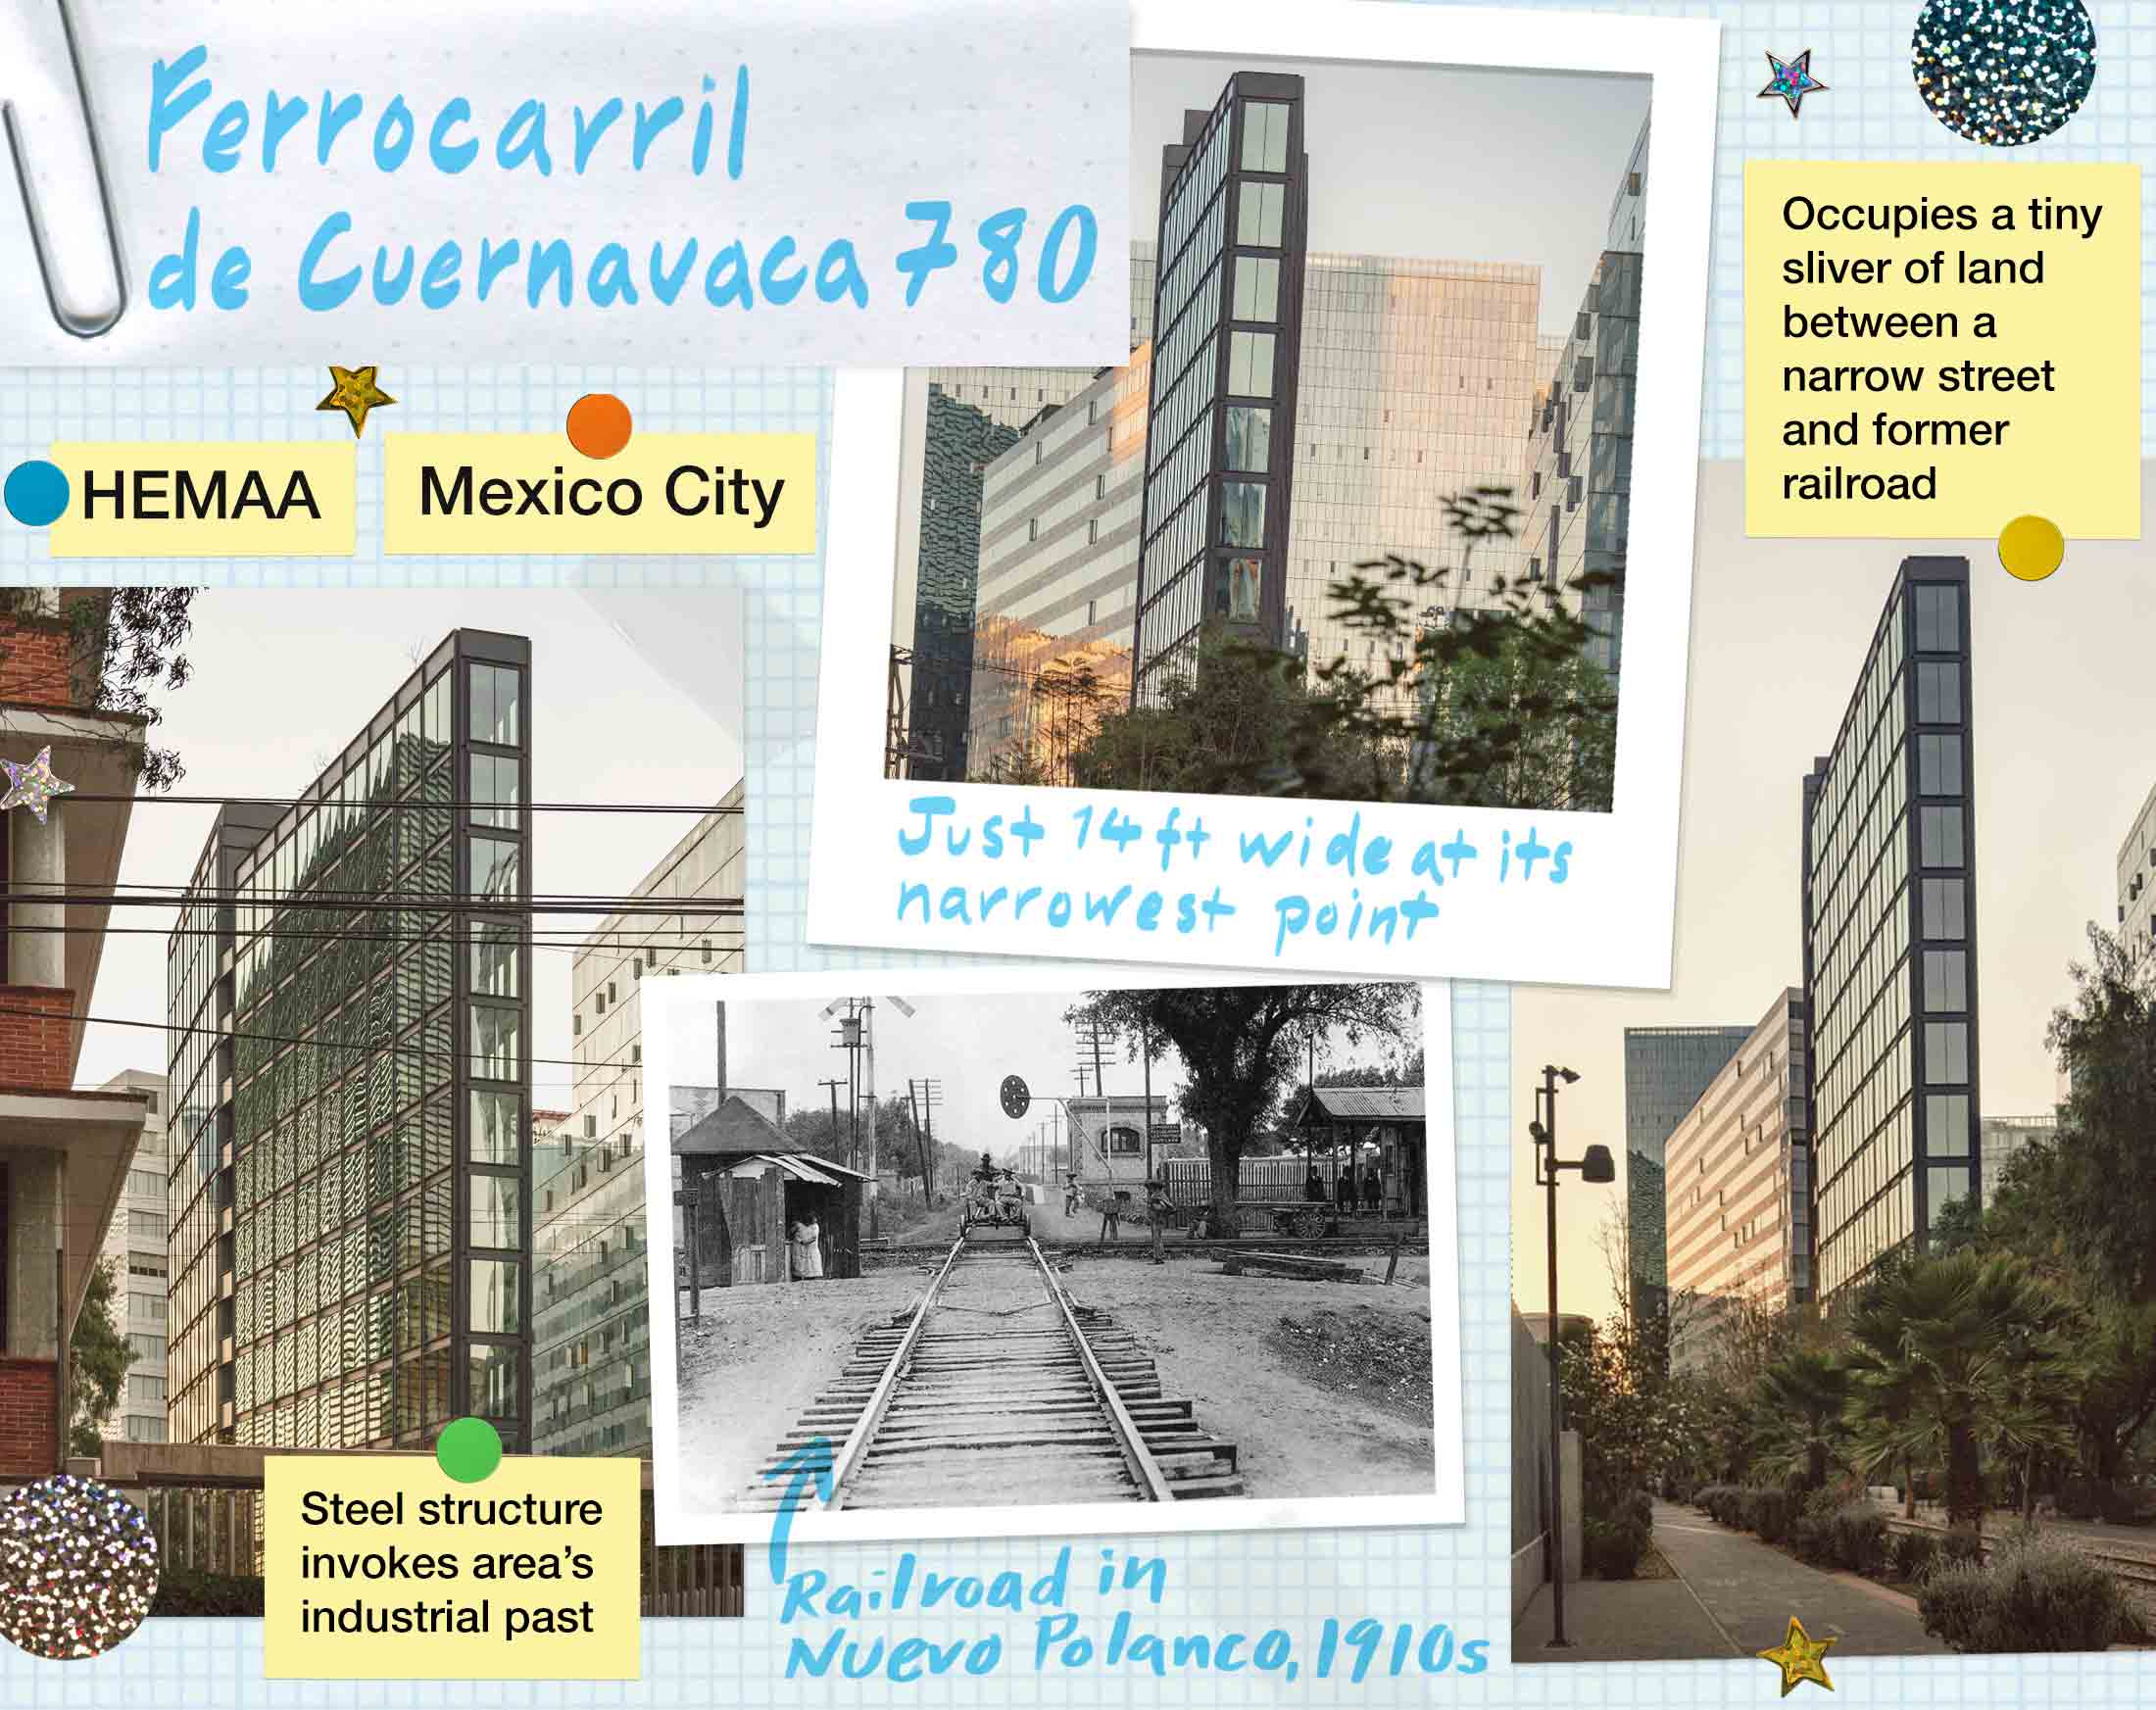 Ferrocarril
de Cuernavaca 780
HEMAA
Mexico City
Occupies a tiny
sliver of land
between a
narrow street
and former
railroad
Just 14 ft wide at its
narrowest point
Steel structure
invokes area's
industrial past
Railroad in
Nuevo Polanco, 1910s